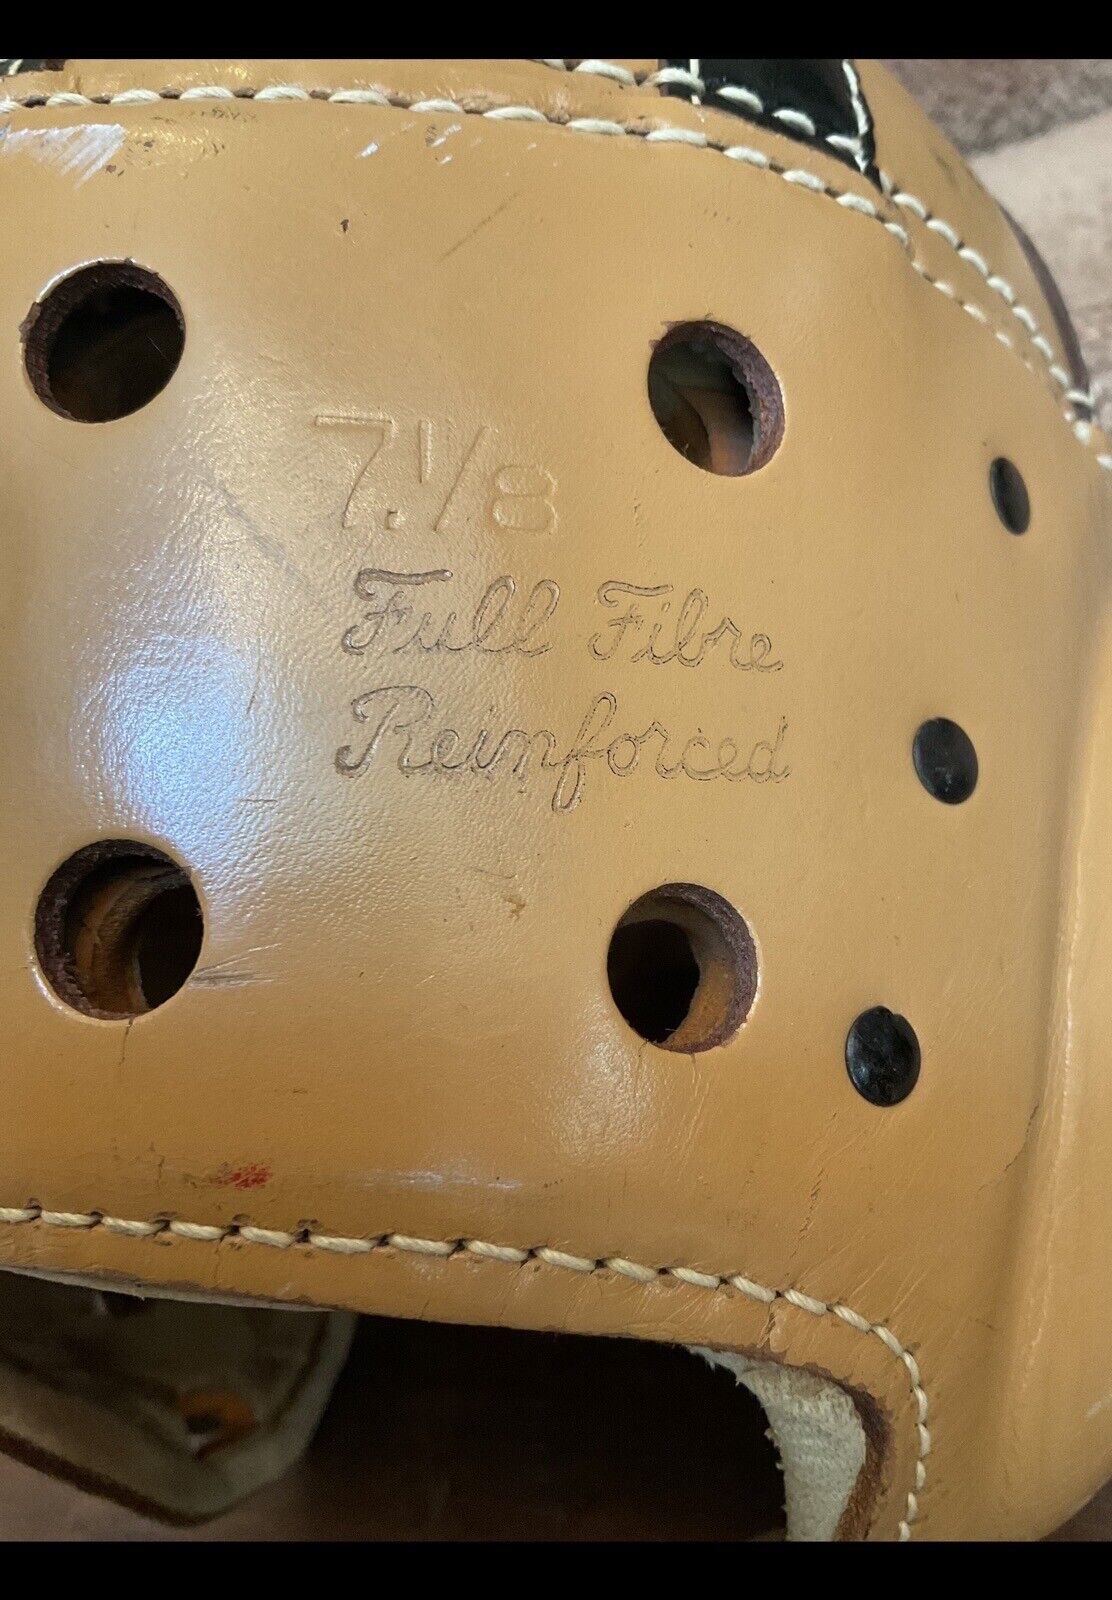 7.1/8
Full Fibre
Reinforced